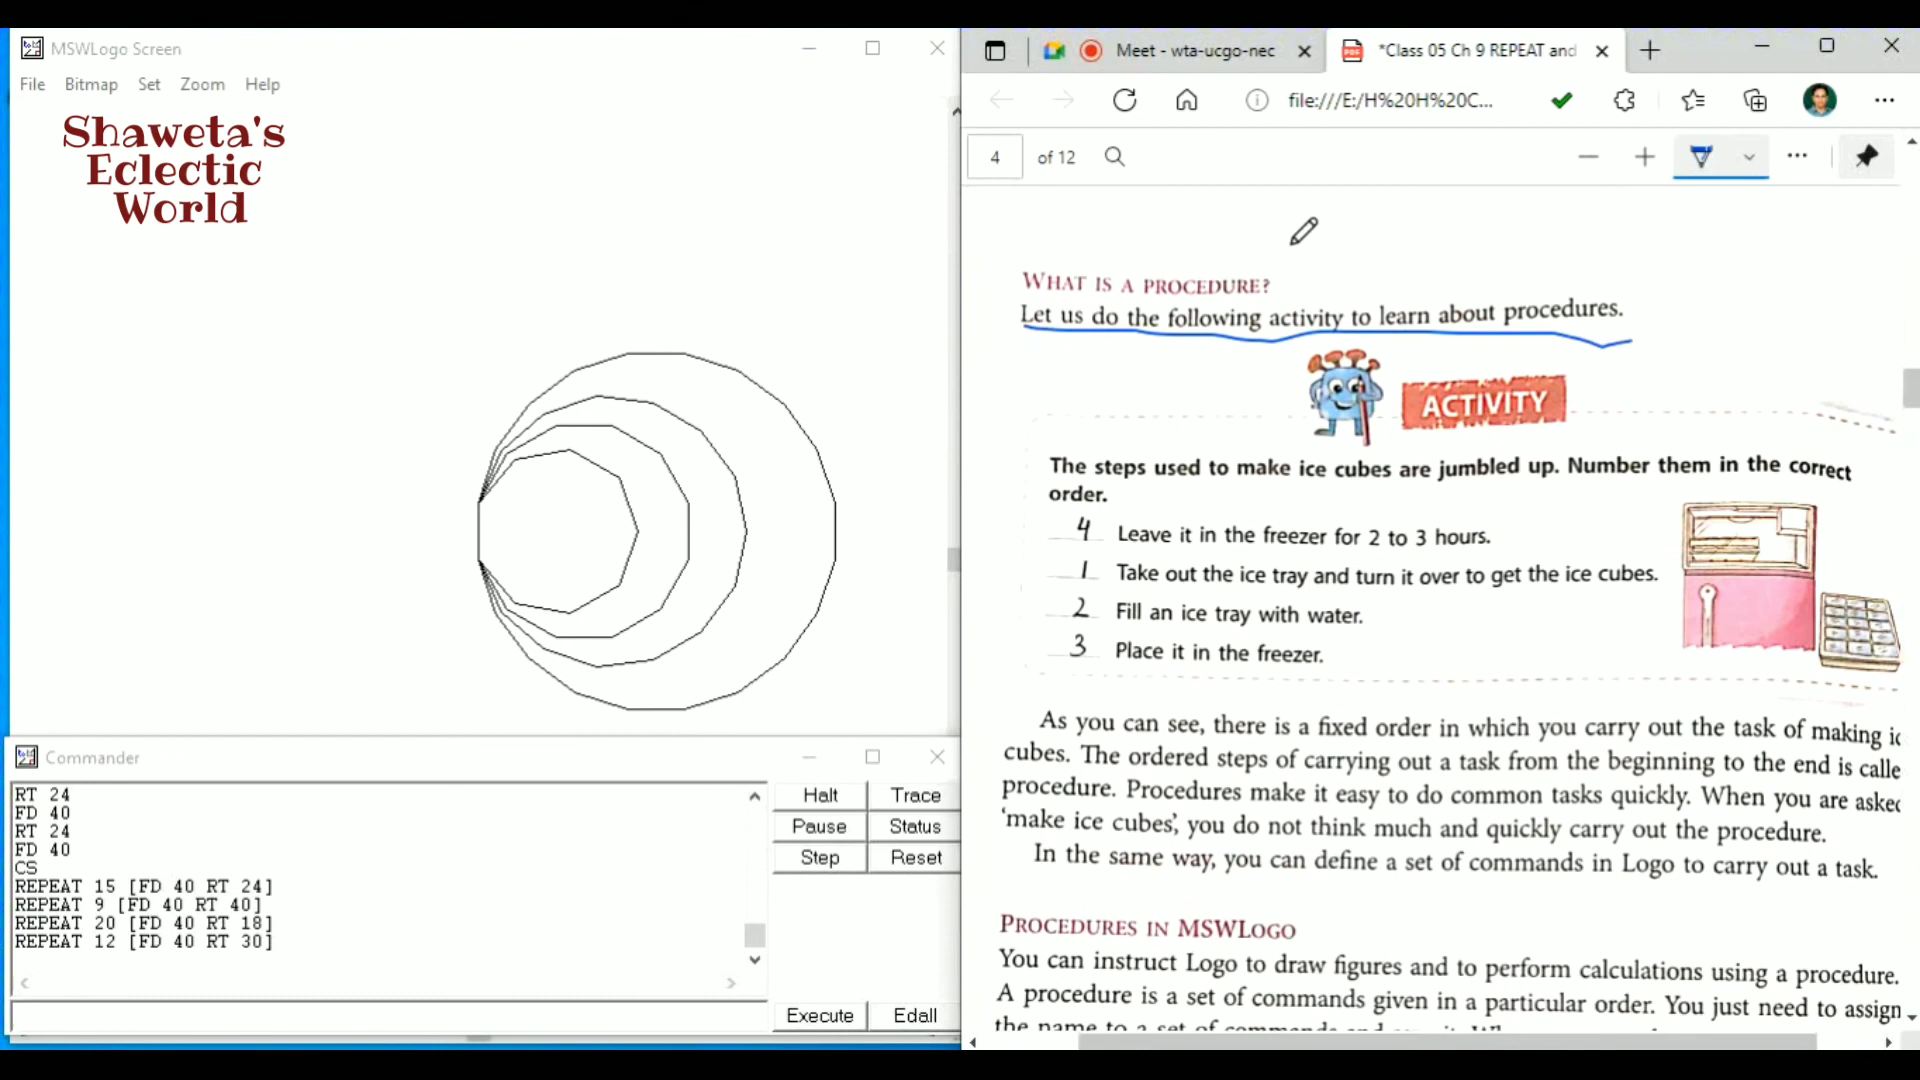 MSWLogo Screen
File Bitmap Set Zoom Help
Shaweta's
Eclectic
World
Commander
RT 24
FD 40
RT 24
FD 40
CS
REPEAT 15 [FD 40 RT 24]
REPEAT 9 [FD 40 RT 40]
REPEAT 20 [FD 40 RT 18]
REPEAT 12 [FD 40 RT 30]
Halt Trace
Pause Status
Step Reset
Execute Edall
Meet - wta-ucgo-nec
*Class 05 Ch 9 REPEAT and
file:///E:/H%20H%20C...
4 of 12
WHAT IS A PROCEDURE?
Let us do the following activity to learn about procedures.
ACTIVITY
The steps used to make ice cubes are jumbled up. Number them in the correct
order.
4 Leave it in the freezer for 2 to 3 hours.
1 Take out the ice tray and turn it over to get the ice cubes.
2 Fill an ice tray with water.
3 Place it in the freezer.
As you can see, there is a fixed order in which you carry out the task of making ic
cubes. The ordered steps of carrying out a task from the beginning to the end is calle
procedure. Procedures make it easy to do common tasks quickly. When you are asked
'make ice cubes', you do not think much and quickly carry out the procedure.
In the same way, you can define a set of commands in Logo to carry out a task.
PROCEDURES IN MSWLOGO
You can instruct Logo to draw figures and to perform calculations using a procedure.
A procedure is a set of commands given in a particular order. You just need to assign
the name to a set of commands